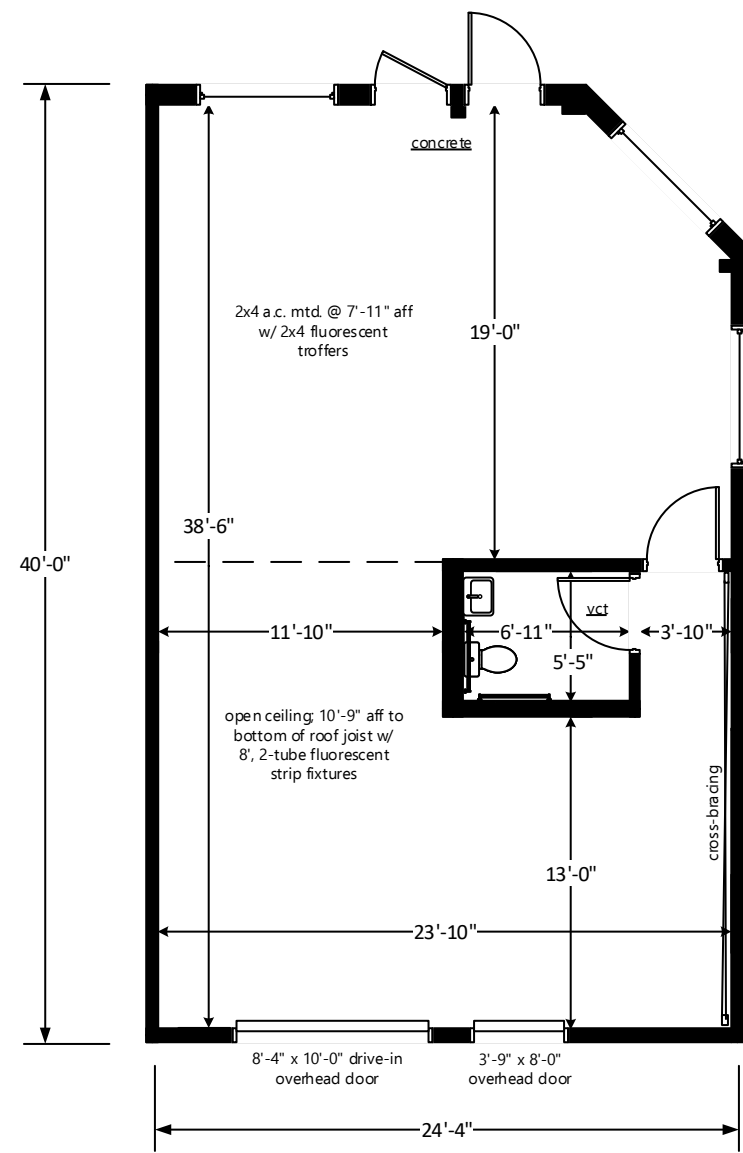 concrete
2x4 a.c. mtd. @ 7'-11" aff
w/ 2x4 fluorescent
troffers
19'-0"
38'-6"
40'-0"
vct
11'-10"
6'-11"
3'-10"
5'-5"
open ceiling; 10'-9" aff to
bottom of roof joist w/
8', 2-tube fluorescent
strip fixtures
cross-bracing
13'-0"
23'-10"
8'-4" x 10'-0" drive-in
overhead door
3'-9" x 8'-0"
overhead door
24'-4"